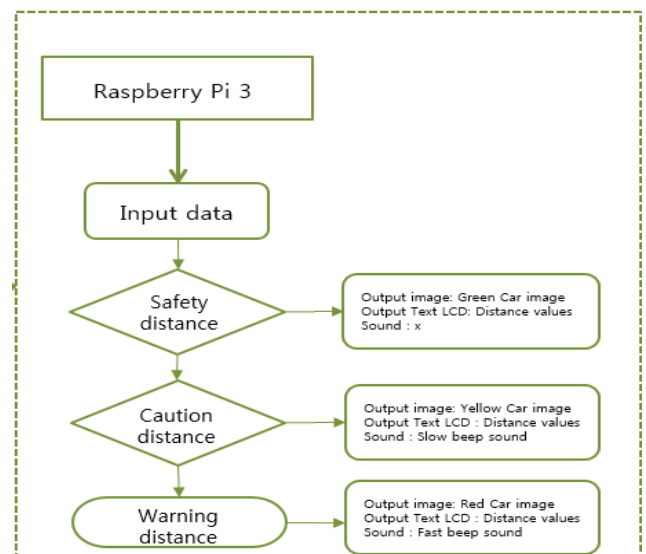 Raspberry Pi 3
Input data
Safety
distance
Output image: Green Car image
Output Text LCD: Distance values
Sound : x
Caution
distance
Output image: Yellow Car image
Output Text LCD : Distance values
Sound : Slow beep sound
Warning
distance
Output image: Red Car image
Output Text LCD : Distance values
Sound : Fast beep sound